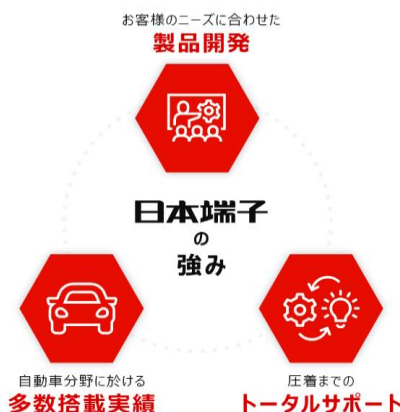 お客様のニーズに合わせた
製品開発
日本端子
の
強み
自動車分野に於ける
多数搭載実績
圧着までの
トータルサポート